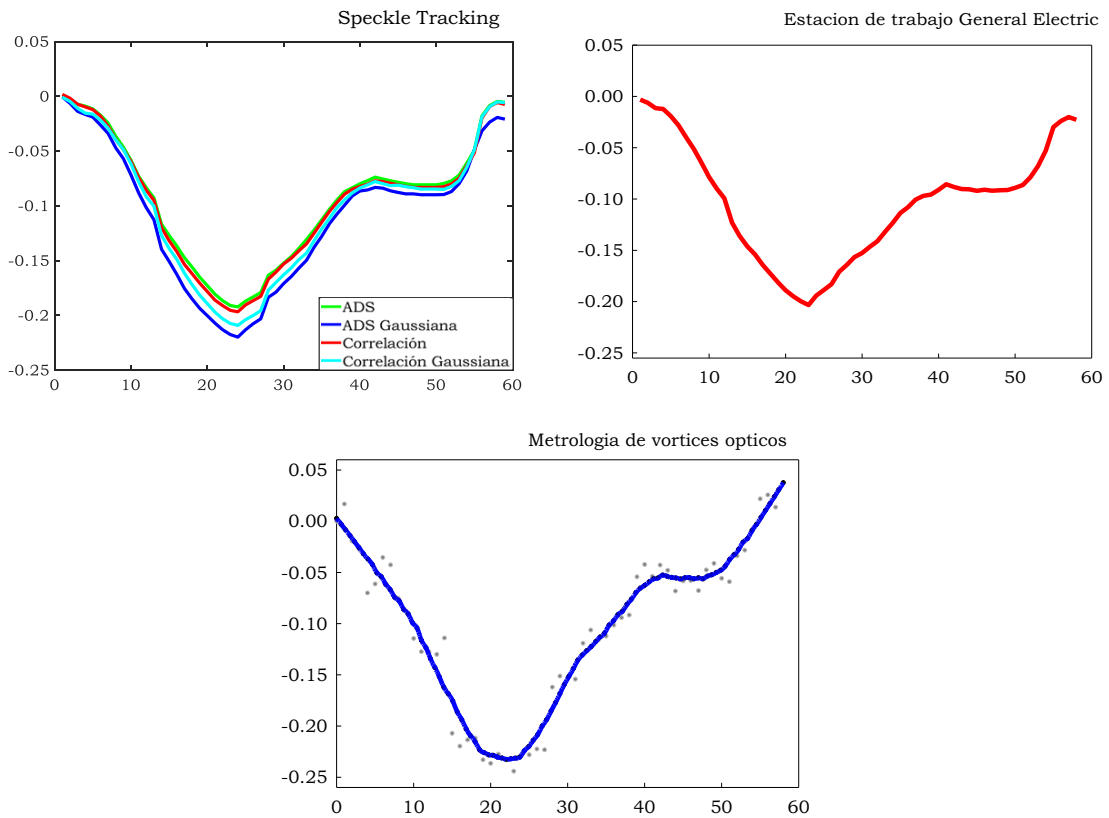 Speckle Tracking
0.05
0
-0.05
-0.1
-0.15
-0.2
-0.25
0 10 20 30 40 50 60
ADS
ADS Gaussiana
Correlación
Correlación Gaussiana
Estacion de trabajo General Electric
0.05
0.00
-0.05
-0.10
-0.15
-0.20
-0.25
0 10 20 30 40 50 60
Metrologia de vortices opticos
0.05
0.00
-0.05
-0.10
-0.15
-0.20
-0.25
0 10 20 30 40 50 60